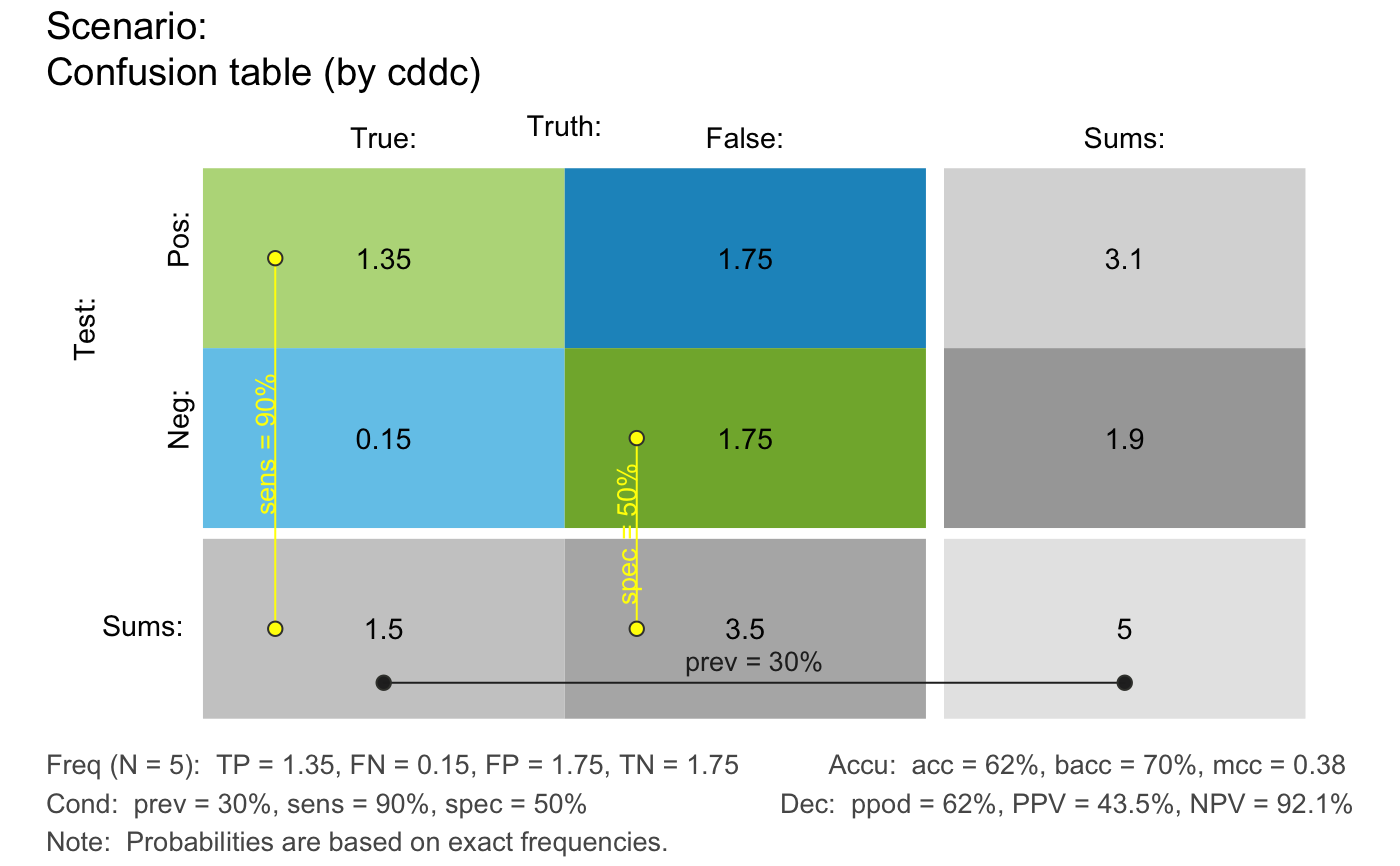 Scenario:
Confusion table (by cddc)
Truth:
True:
False:
Sums:
Test:
Pos:
1.35
1.75
3.1
Neg:
0.15
1.75
1.9
sens = 90%
spec = 50%
Sums:
1.5
3.5
5
prev = 30%
Freq (N = 5):  TP = 1.35, FN = 0.15, FP = 1.75, TN = 1.75
Accu:  acc = 62%, bacc = 70%, mcc = 0.38
Cond:  prev = 30%, sens = 90%, spec = 50%
Dec:  ppod = 62%, PPV = 43.5%, NPV = 92.1%
Note:  Probabilities are based on exact frequencies.